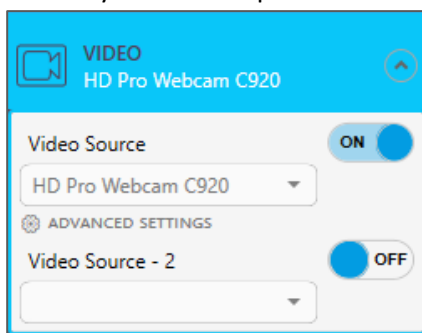 VIDEO
HD Pro Webcam C920
Video Source
ON
HD Pro Webcam C920
ADVANCED SETTINGS
Video Source - 2
OFF